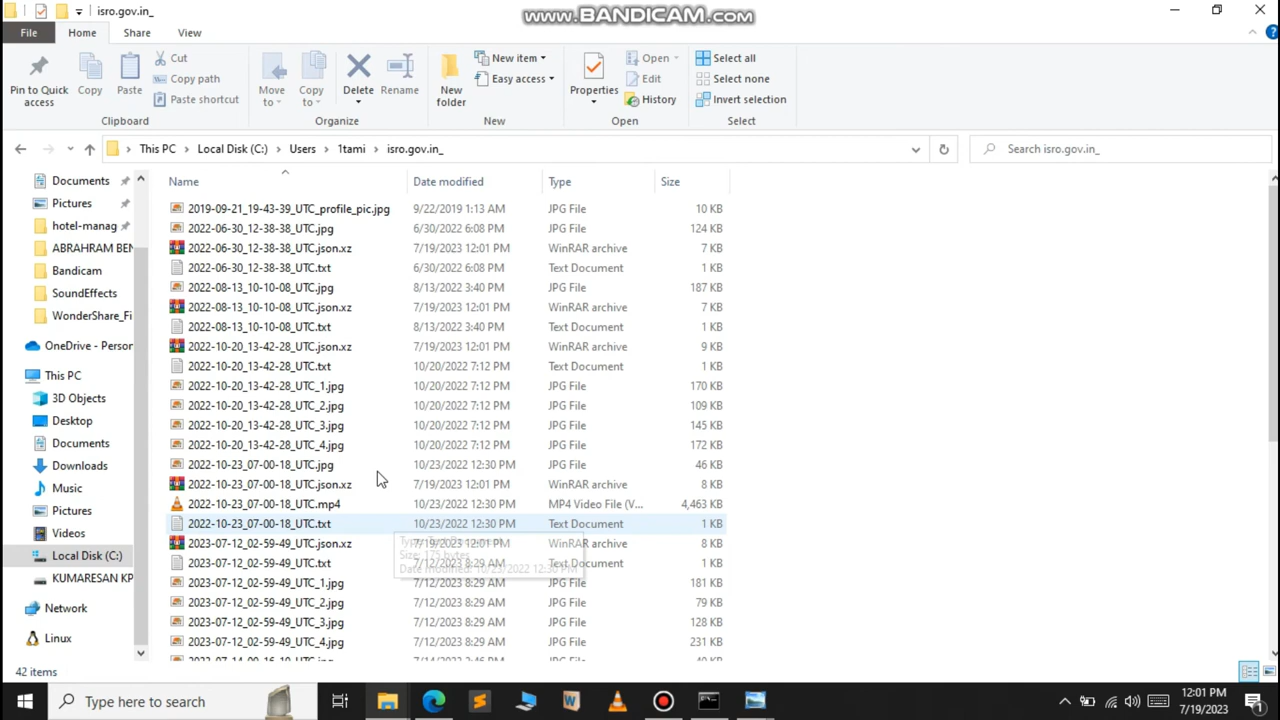 isro.gov.in_
www.BANDICAM.com
File Home Share View
Pin to Quick access
Copy
Paste
Cut
Copy path
Paste shortcut
Clipboard
Move to
Copy to
Delete
Rename
Organize
New folder
New item
Easy access
New
Properties
Open
Edit
History
Open
Select all
Select none
Invert selection
Select
This PC > Local Disk (C:) > Users > 1tami > isro.gov.in_
Search isro.gov.in_
Documents
Pictures
hotel-manag
ABRAHRAM BEN
Bandicam
SoundEffects
WonderShare_Fi
OneDrive - Person
This PC
3D Objects
Desktop
Documents
Downloads
Music
Pictures
Videos
Local Disk (C:)
KUMARESAN KP
Network
Linux
Name Date modified Type Size
2019-09-21_19-43-39_UTC_profile_pic.jpg 9/22/2019 1:13 AM JPG File 10 KB
2022-06-30_12-38-38_UTC.jpg 6/30/2022 6:08 PM JPG File 124 KB
2022-06-30_12-38-38_UTC.json.xz 7/19/2023 12:01 PM WinRAR archive 7 KB
2022-06-30_12-38-38_UTC.txt 6/30/2022 6:08 PM Text Document 1 KB
2022-08-13_10-10-08_UTC.jpg 8/13/2022 3:40 PM JPG File 187 KB
2022-08-13_10-10-08_UTC.json.xz 7/19/2023 12:01 PM WinRAR archive 7 KB
2022-08-13_10-10-08_UTC.txt 8/13/2022 3:40 PM Text Document 1 KB
2022-10-20_13-42-28_UTC.json.xz 7/19/2023 12:01 PM WinRAR archive 9 KB
2022-10-20_13-42-28_UTC.txt 10/20/2022 7:12 PM Text Document 1 KB
2022-10-20_13-42-28_UTC_1.jpg 10/20/2022 7:12 PM JPG File 170 KB
2022-10-20_13-42-28_UTC_2.jpg 10/20/2022 7:12 PM JPG File 109 KB
2022-10-20_13-42-28_UTC_3.jpg 10/20/2022 7:12 PM JPG File 145 KB
2022-10-20_13-42-28_UTC_4.jpg 10/20/2022 7:12 PM JPG File 172 KB
2022-10-23_07-00-18_UTC.jpg 10/23/2022 12:30 PM JPG File 46 KB
2022-10-23_07-00-18_UTC.json.xz 7/19/2023 12:01 PM WinRAR archive 8 KB
2022-10-23_07-00-18_UTC.mp4 10/23/2022 12:30 PM MP4 Video File (V... 4,463 KB
2022-10-23_07-00-18_UTC.txt 10/23/2022 12:30 PM Text Document 1 KB
2023-07-12_02-59-49_UTC.json.xz 7/19/2023 12:01 PM WinRAR archive 8 KB
Size: 175 bytes
2023-07-12_02-59-49_UTC.txt 7/12/2023 8:29 AM Text Document 1 KB
Date modified: 10/23/2022 12:30 PM
2023-07-12_02-59-49_UTC_1.jpg 7/12/2023 8:29 AM JPG File 181 KB
2023-07-12_02-59-49_UTC_2.jpg 7/12/2023 8:29 AM JPG File 79 KB
2023-07-12_02-59-49_UTC_3.jpg 7/12/2023 8:29 AM JPG File 128 KB
2023-07-12_02-59-49_UTC_4.jpg 7/12/2023 8:29 AM JPG File 231 KB
42 items
Type here to search
12:01 PM
7/19/2023